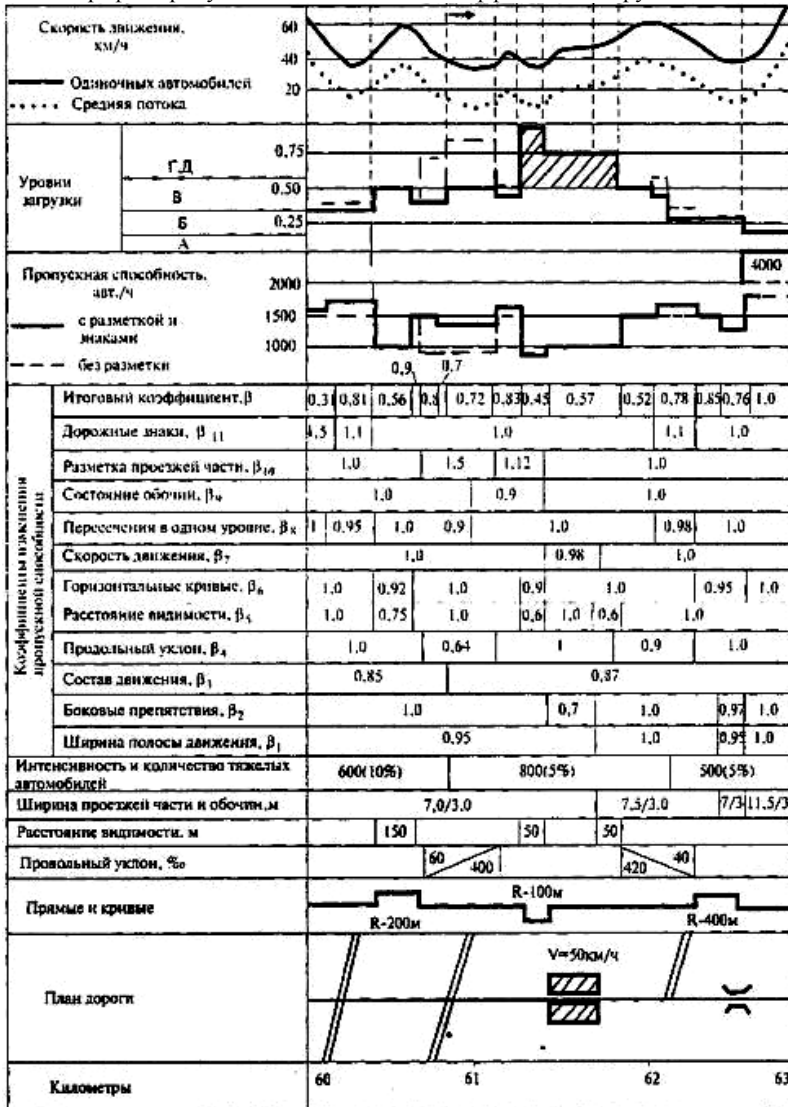 Скорость движения,
км/ч
60
40
20
Одиночных автомобилей
Средняя потока
Уровни
загрузки
Г,Д
В
Б
А
0,75
0,50
0,25
Пропускная способность,
авт./ч
2000
1500
1000
4000
с разметкой и
знаками
без разметки
0,9 0,7
Коэффициенты изменения
пропускной способности
Итоговый коэффициент,β 0,81 0,56 0,8 0,72 0,83 0,45 0,57 0,52 0,78 0,85 0,76 1.0
Дорожные знаки, β 11 1,1 1.0 1,1 1.0
Разметка проезжей части, β10 1.0 1.5 1.12 1.0
Состояние обочин, β9 1.0 0.9 1.0
Пересечения в одном уровне, β8 1 0.95 1.0 0.9 1.0 0.98 1.0
Скорость движения, β7 1.0 0.98 1.0
Горизонтальные кривые, β6 1.0 0.92 1.0 0.9 1.0 0.95 1.0
Расстояние видимости, β5 1.0 0,75 1.0 0,6 1.0 0,6 1.0
Продольный уклон, β4 1.0 0,64 1 0.9 1.0
Состав движения, β3 0,85 0,87
Боковые препятствия, β2 1.0 0,7 1.0 0,97 1.0
Ширина полосы движения, β1 0.95 1.0 0,95 1.0
Интенсивность и количество тяжелых
автомобилей
600(10%) 800(5%) 500(5%)
Ширина проезжей части и обочин,м 7,0/3.0 7,5/3.0 7/3 11.5/3
Расстояние видимости, м 150 50 50
Провольный уклон, ‰ 60 400 420 40
Прямые и кривые
R-200м
R-100м
R-400м
План дороги
V=50км/ч
Километры 60 61 62 63